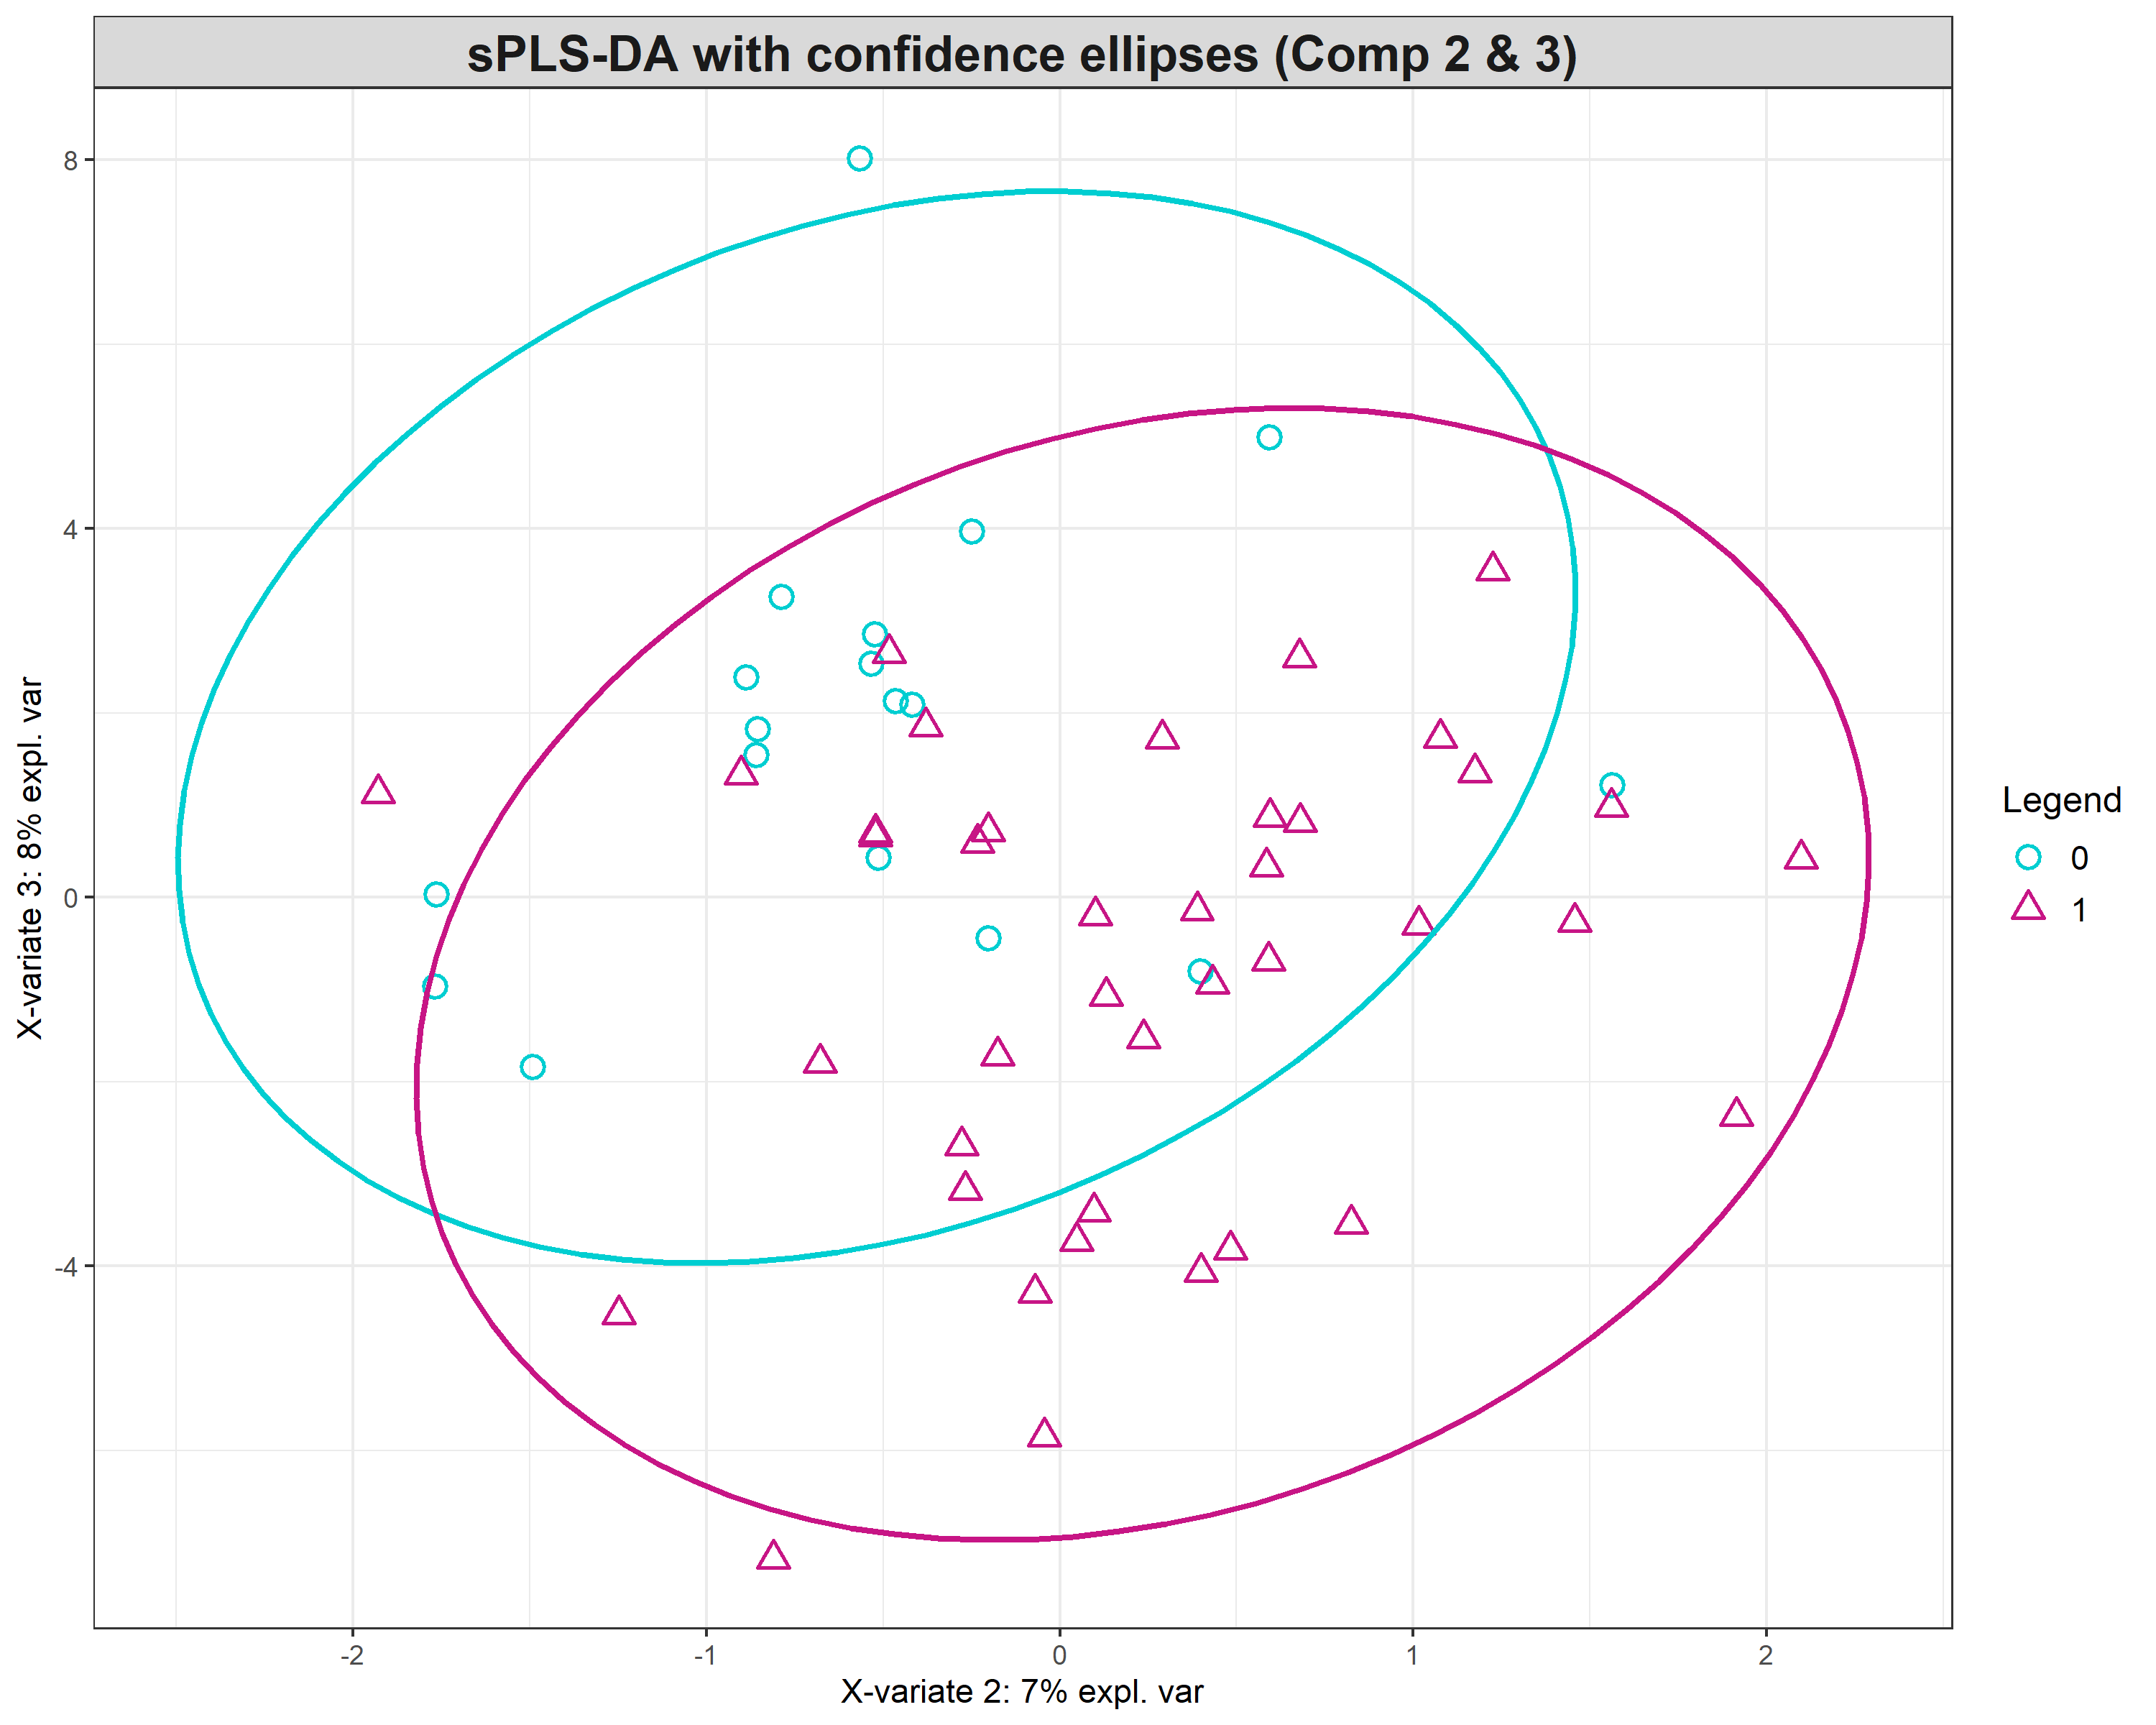 sPLS-DA with confidence ellipses (Comp 2 & 3)
8
4
0
-4
X-variate 3: 8% expl. var
-2
-1
0
1
2
X-variate 2: 7% expl. var
Legend
0
1